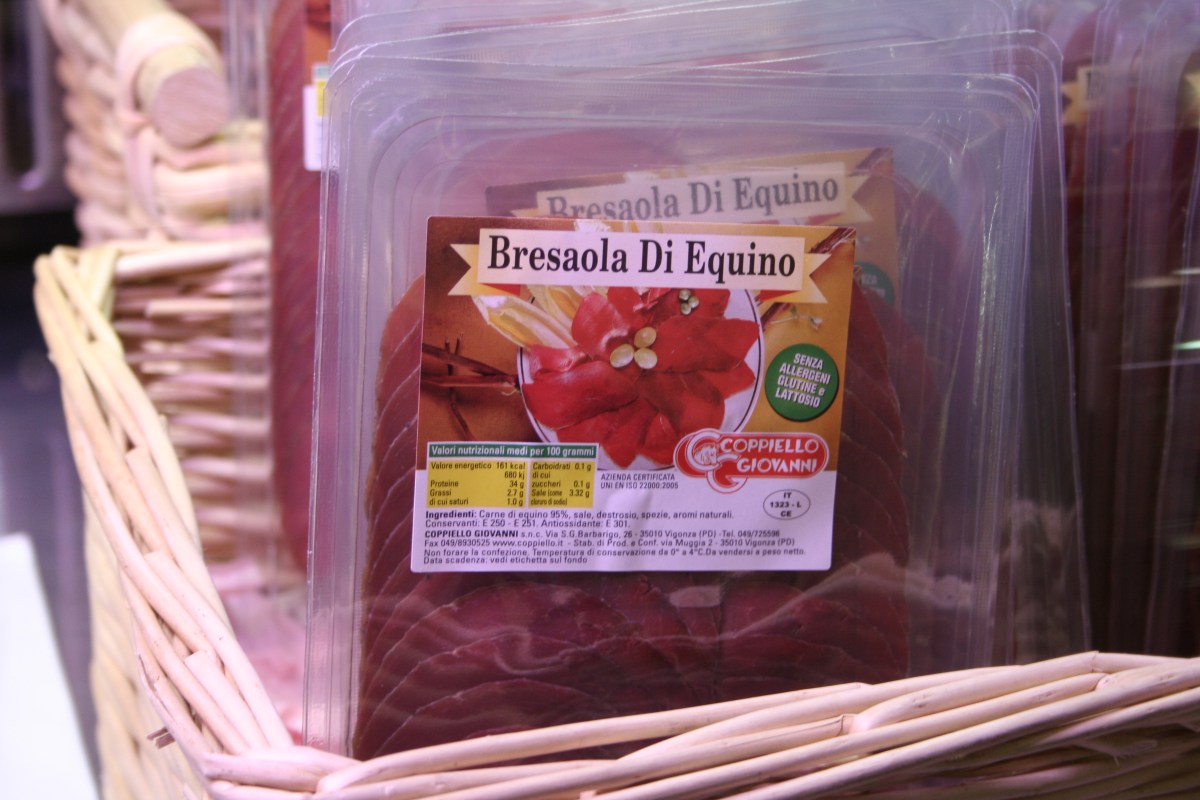 Bresaola Di Equino
Bresaola Di Equino
SENZA
ALLERGENI
GLUTINE e
LATTOSIO
COPPIELLO
GIOVANNI
Valori nutrizionali medi per 100 grammi
Valore energetico 161 kcal
680 kj
Proteine 34 g
Grassi 2.7 g
di cui saturi 1.0 g
Carboidrati 0.1 g
di cui
zuccheri 0.1 g
Sale (come 3.32 g
cloruro di sodio)
AZIENDA CERTIFICATA
UNI EN ISO 22000:2005
IT
1323 - L
CE
Ingredienti: Carne di equino 95%, sale, destrosio, spezie, aromi naturali.
Conservanti: E 250 - E 251. Antiossidante: E 301.
COPPIELLO GIOVANNI s.n.c. Via S.G.Barbarigo, 26 - 35010 Vigonza (PD) -Tel. 049/725596
Fax 049/8930525 www.coppiello.it - Stab. di Prod. e Conf. via Muggia 2 - 35010 Vigonza (PD)
Non forare la confezione. Temperatura di conservazione da 0° a 4°C.Da vendersi a peso netto.
Data scadenza: vedi etichetta sul fondo